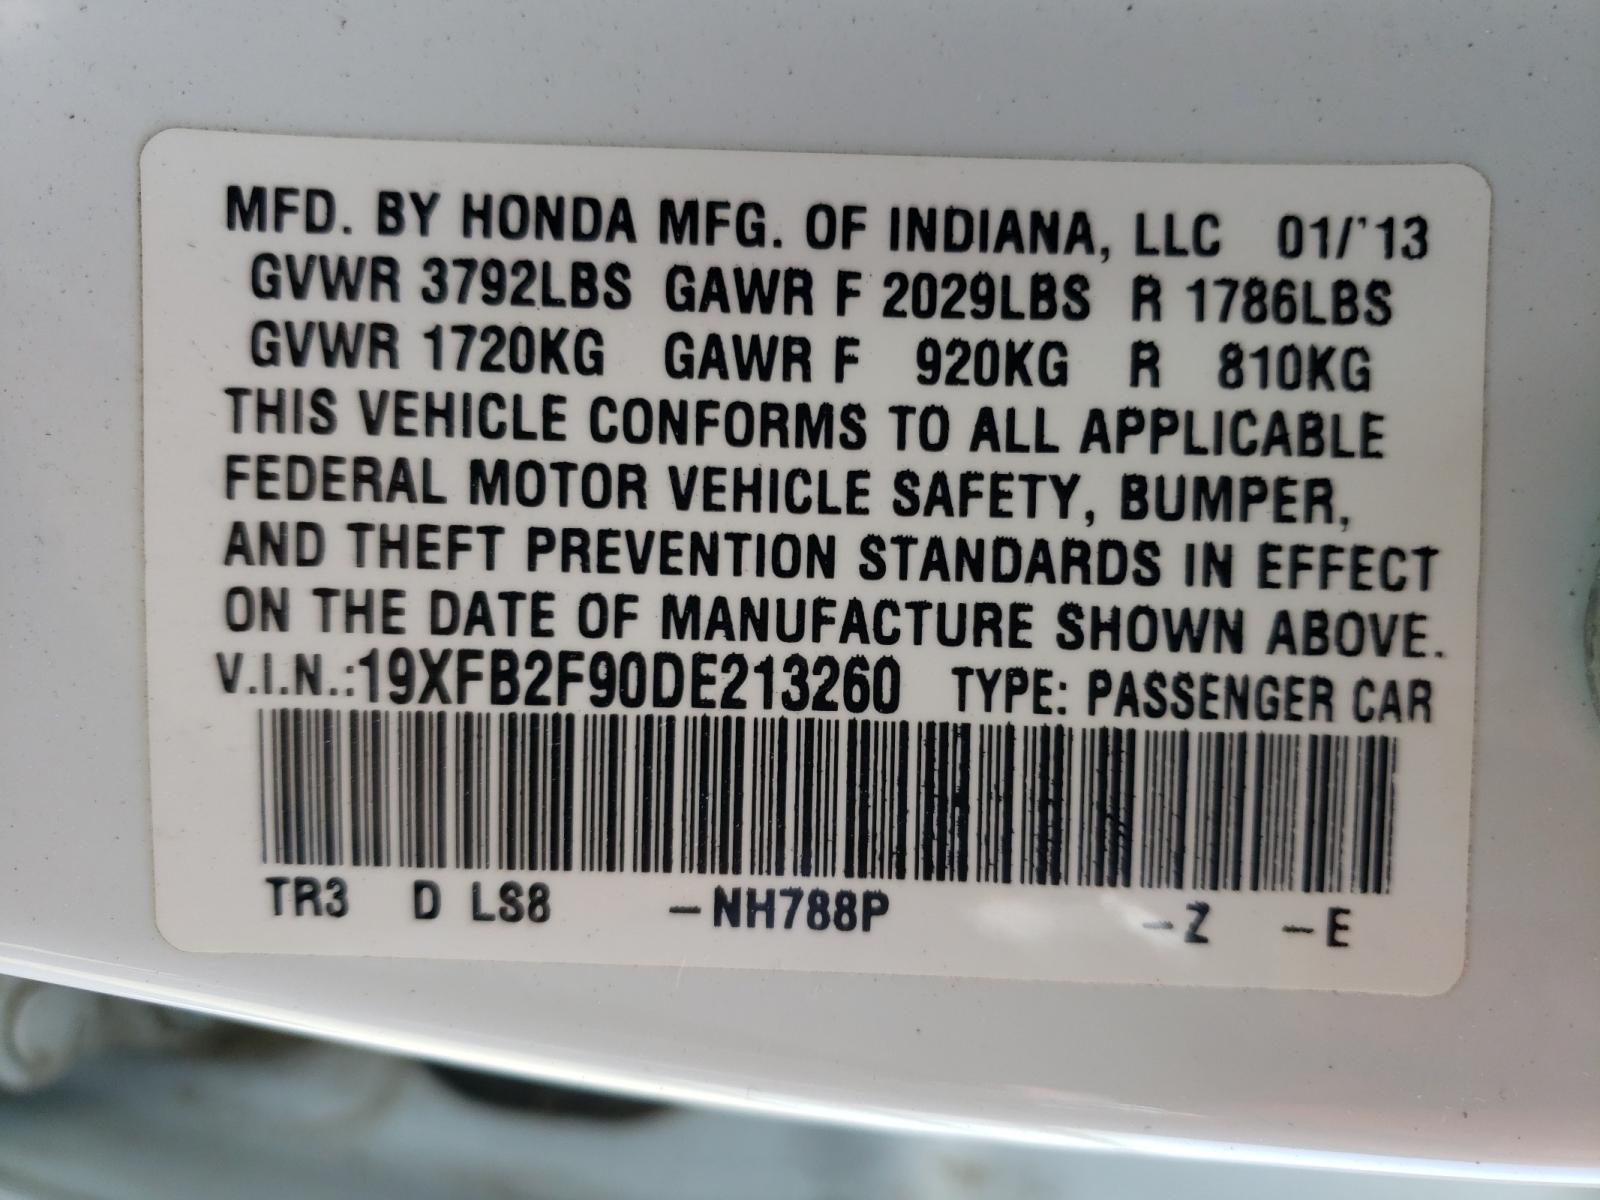 MFD. BY HONDA MFG. OF INDIANA, LLC 01/'13
GVWR 3792LBS GAWR F 2029LBS R 1786LBS
GVWR 1720KG GAWR F 920KG R 810KG
THIS VEHICLE CONFORMS TO ALL APPLICABLE
FEDERAL MOTOR VEHICLE SAFETY, BUMPER,
AND THEFT PREVENTION STANDARDS IN EFFECT
ON THE DATE OF MANUFACTURE SHOWN ABOVE.
V.I.N.:19XFB2F90DE213260 TYPE: PASSENGER CAR
TR3 D LS8 -NH788P -Z -E